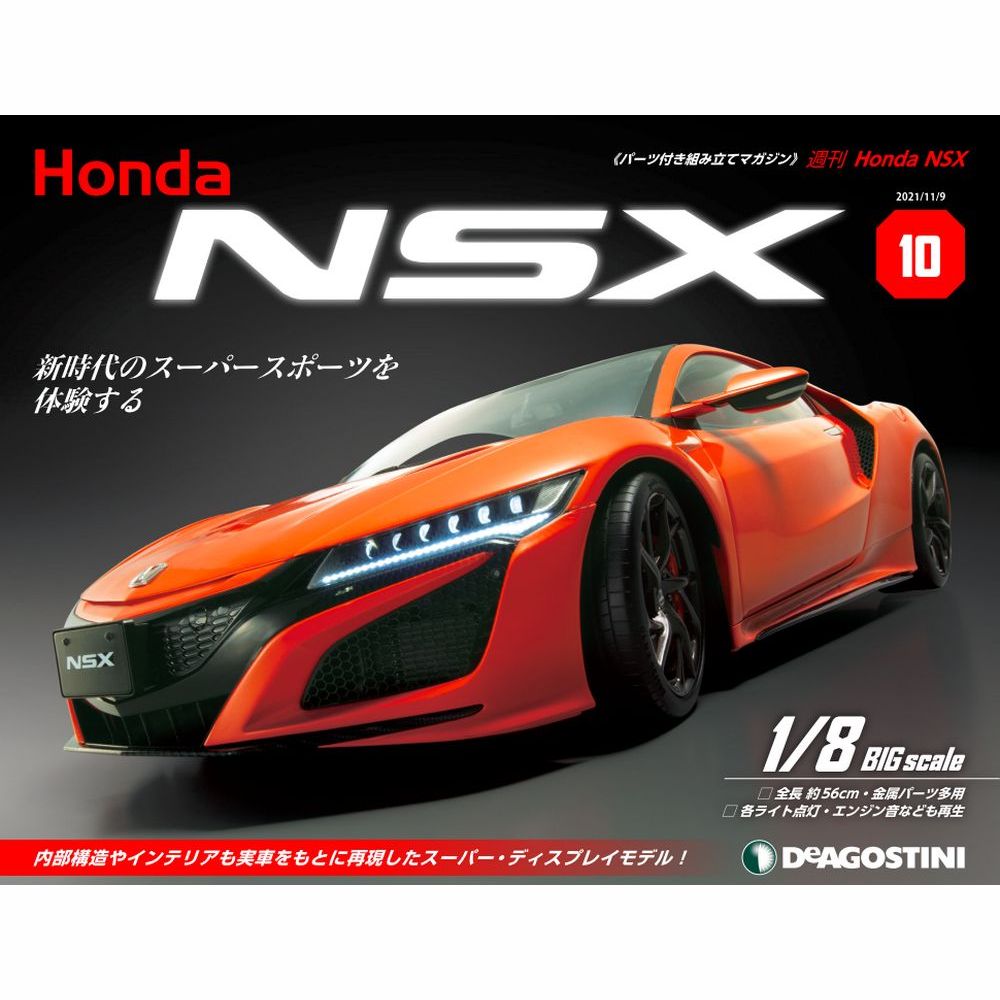 Honda
《パーツ付き組み立てマガジン》 週刊 Honda NSX
2021/11/9
NSX
10
新時代のスーパースポーツを
体験する
NSX
1/8 BIG scale
□ 全長 約56cm・金属パーツ多用
□ 各ライト点灯・エンジン音なども再生
内部構造やインテリアも実車をもとに再現したスーパー・ディスプレイモデル！
DeAGOSTINI